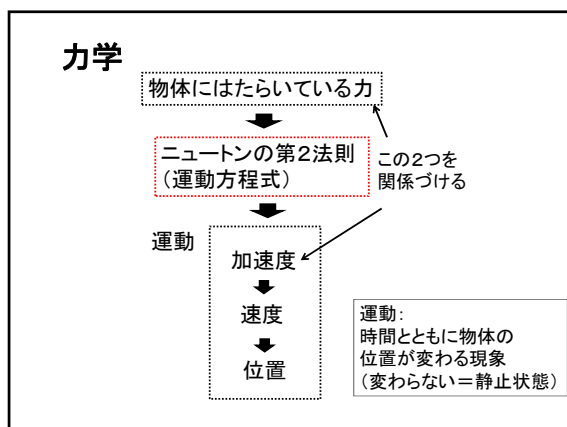 力学
物体にはたらいている力
ニュートンの第2法則
(運動方程式)
この2つを
関係づける
運動
加速度
速度
位置
運動:
時間とともに物体の
位置が変わる現象
(変わらない=静止状態)